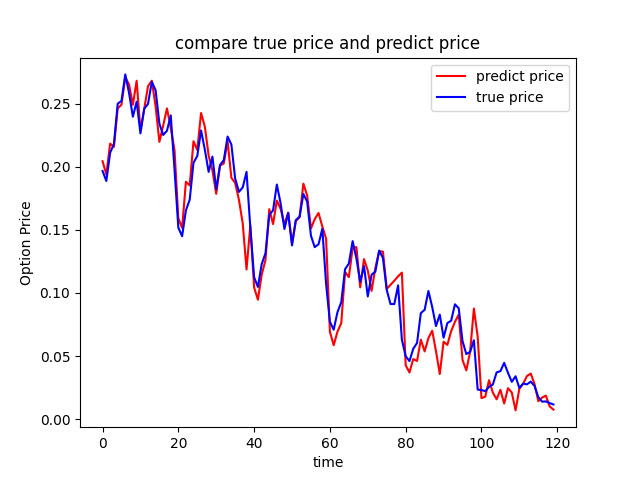 compare true price and predict price
predict price
true price
Option Price
0.25
0.20
0.15
0.10
0.05
0.00
0 20 40 60 80 100 120
time